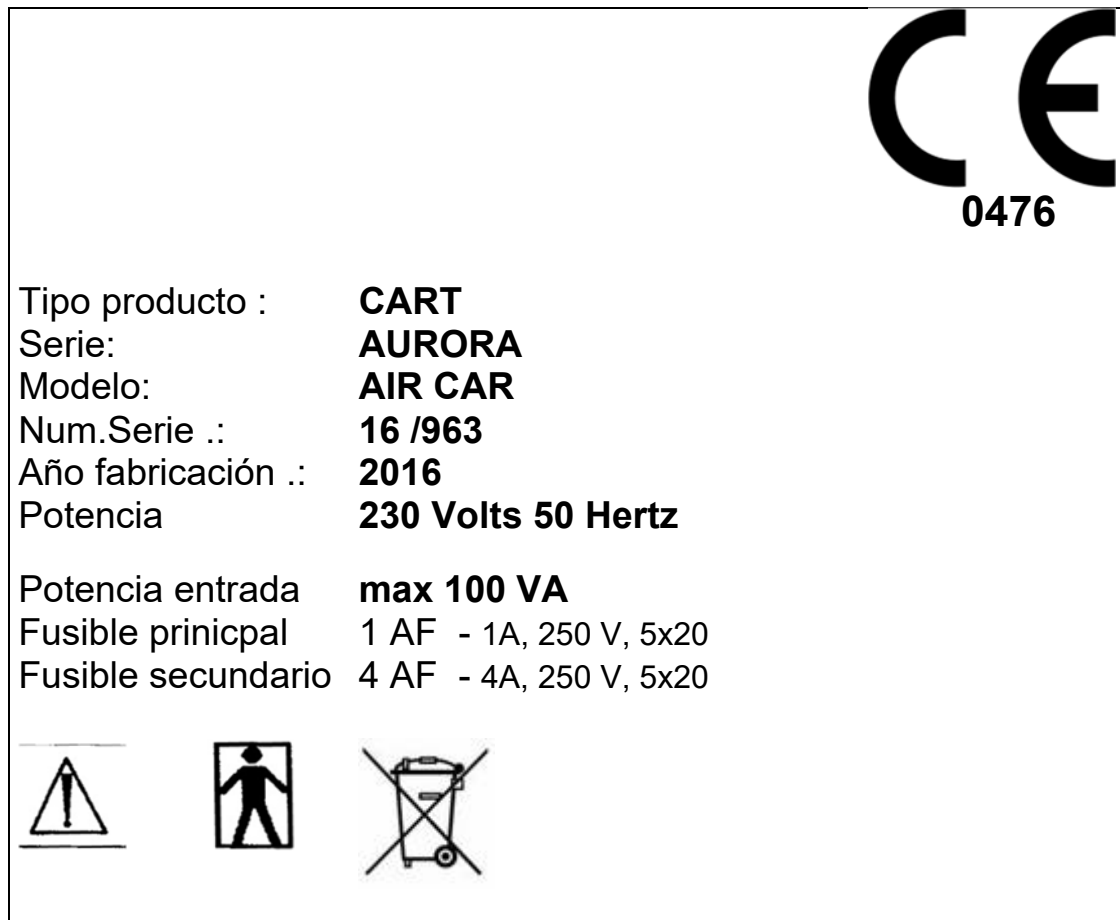 CE
0476
Tipo producto : CART
Serie: AURORA
Modelo: AIR CAR
Num.Serie .: 16 /963
Año fabricación .: 2016
Potencia 230 Volts 50 Hertz
Potencia entrada max 100 VA
Fusible prinicpal 1 AF - 1A, 250 V, 5x20
Fusible secundario 4 AF - 4A, 250 V, 5x20